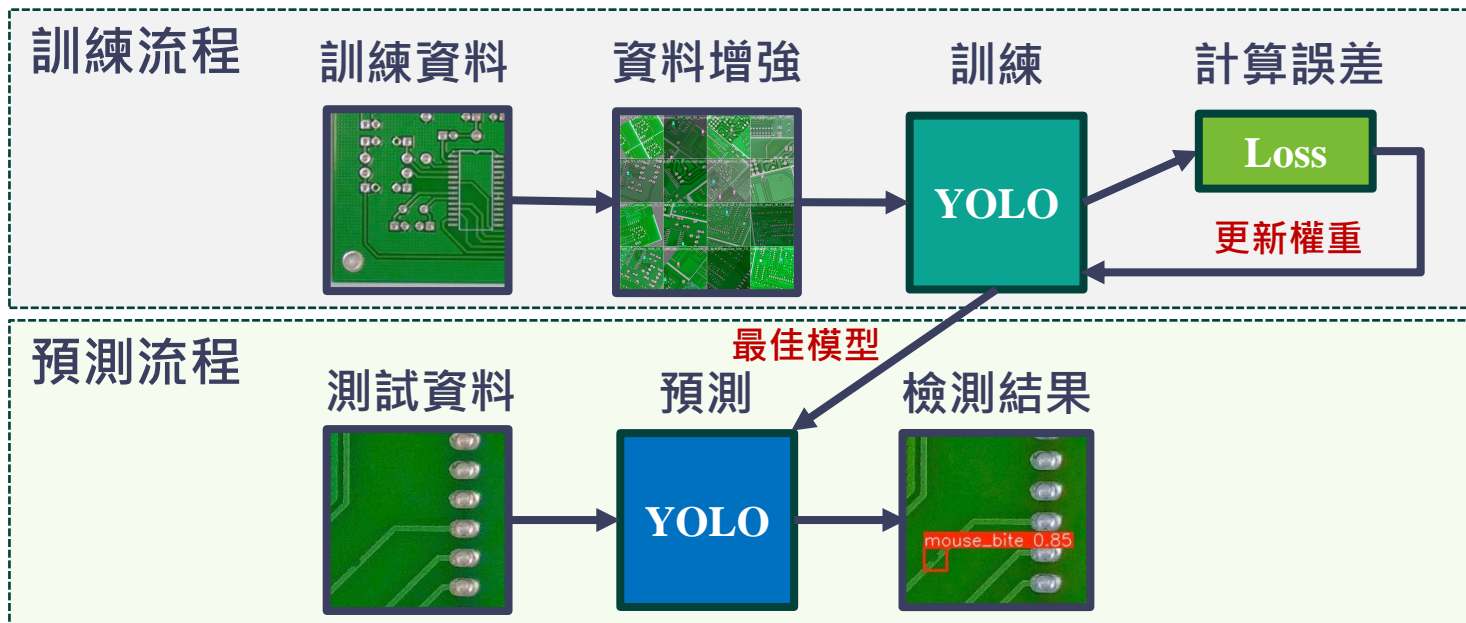 訓練流程
訓練資料
資料增強
訓練
計算誤差
YOLO
Loss
更新權重
最佳模型
預測流程
測試資料
預測
檢測結果
YOLO
mouse_bite 0.85